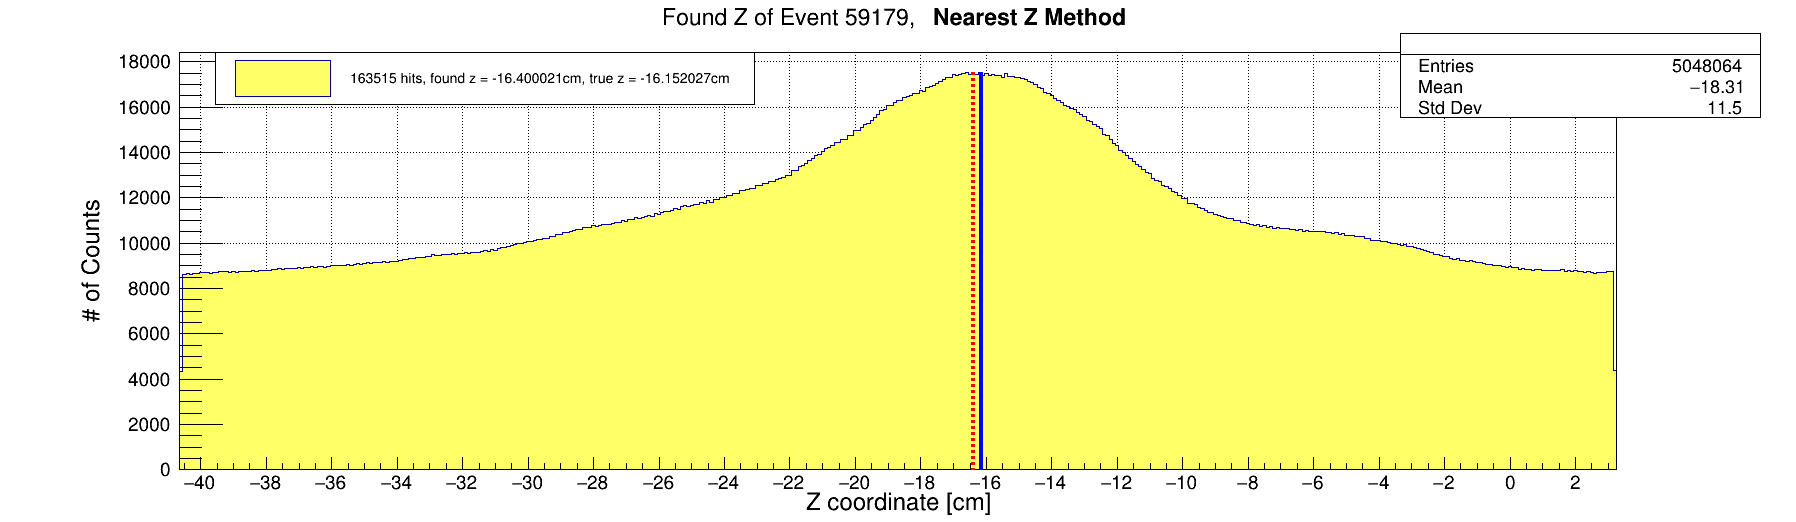 Found Z of Event 59179, Nearest Z Method
163515 hits, found z = -16.400021cm, true z = -16.152027cm
Entries 5048064
Mean −18.31
Std Dev 11.5
# of Counts
18000
16000
14000
12000
10000
8000
6000
4000
2000
0
−40 −38 −36 −34 −32 −30 −28 −26 −24 −22 −20 −18 −16 −14 −12 −10 −8 −6 −4 −2 0 2
Z coordinate [cm]